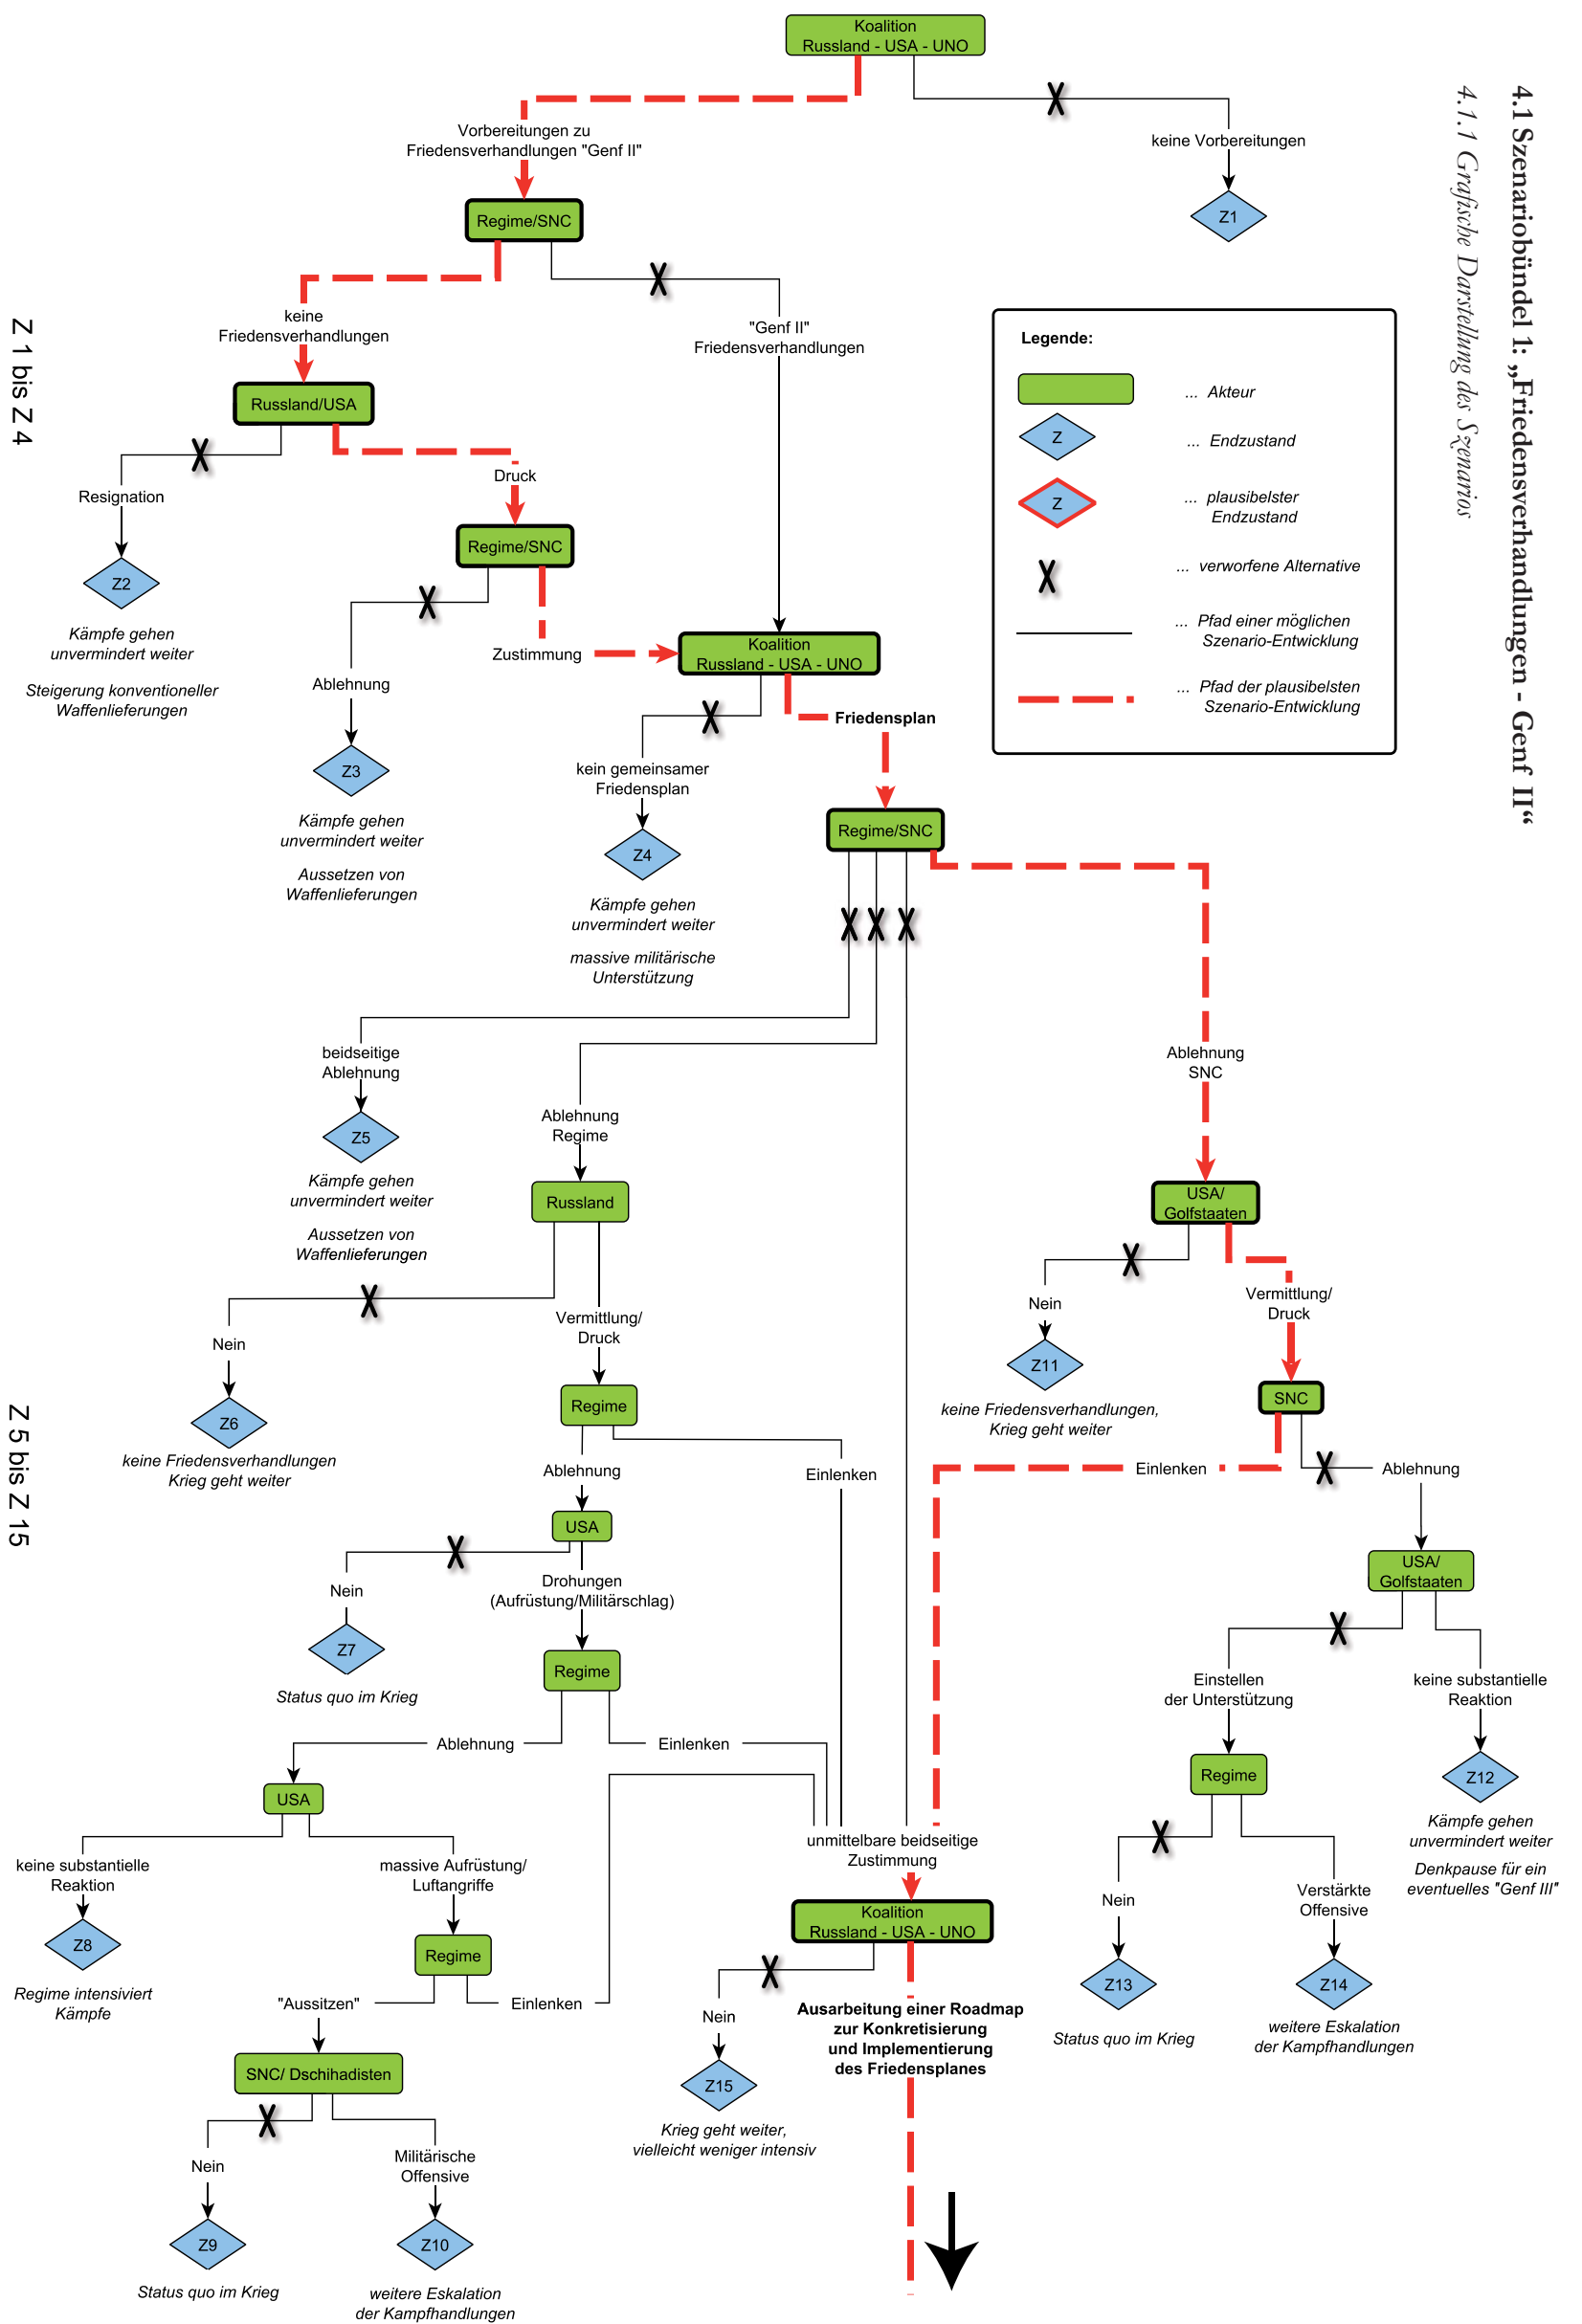 4.1 Szenariobündel 1: „Friedensverhandlungen - Genf II“
4.1.1 Grafische Darstellung des Szenarios
Koalition
Russland - USA - UNO
Vorbereitungen zu
Friedensverhandlungen "Genf II"
keine Vorbereitungen
Z1
Regime/SNC
keine
Friedensverhandlungen
"Genf II"
Friedensverhandlungen
Legende:
... Akteur
Z
... Endzustand
Z
... plausibelster
Endzustand
... verworfene Alternative
... Pfad einer möglichen
Szenario-Entwicklung
... Pfad der plausibelsten
Szenario-Entwicklung
Z 1 bis Z 4
Russland/USA
Resignation
Druck
Z2
Kämpfe gehen
unvermindert weiter
Steigerung konventioneller
Waffenlieferungen
Regime/SNC
Ablehnung
Zustimmung
Z3
Kämpfe gehen
unvermindert weiter
Aussetzen von
Waffenlieferungen
Koalition
Russland - USA - UNO
kein gemeinsamer
Friedensplan
Friedensplan
Z4
Kämpfe gehen
unvermindert weiter
massive militärische
Unterstützung
Regime/SNC
beidseitige
Ablehnung
Z5
Kämpfe gehen
unvermindert weiter
Aussetzen von
Waffenlieferungen
Ablehnung
Regime
Ablehnung
SNC
Z 5 bis Z 15
Russland
Nein
Vermittlung/
Druck
Z6
keine Friedensverhandlungen
Krieg geht weiter
Regime
Ablehnung
Einlenken
USA
Nein
Drohungen
(Aufrüstung/Militärschlag)
Z7
Status quo im Krieg
Regime
Ablehnung
Einlenken
USA
keine substantielle
Reaktion
massive Aufrüstung/
Luftangriffe
Z8
Regime intensiviert
Kämpfe
Regime
"Aussitzen"
Einlenken
SNC/ Dschihadisten
Nein
Militärische
Offensive
Z9
Status quo im Krieg
Z10
weitere Eskalation
der Kampfhandlungen
USA/
Golfstaaten
Nein
Vermittlung/
Druck
Z11
keine Friedensverhandlungen,
Krieg geht weiter
SNC
Einlenken
Ablehnung
USA/
Golfstaaten
Einstellen
der Unterstützung
keine substantielle
Reaktion
Regime
Z12
Kämpfe gehen
unvermindert weiter
Denkpause für ein
eventuelles "Genf III"
Nein
Verstärkte
Offensive
Z13
Status quo im Krieg
Z14
weitere Eskalation
der Kampfhandlungen
unmittelbare beidseitige
Zustimmung
Koalition
Russland - USA - UNO
Nein
Z15
Krieg geht weiter,
vielleicht weniger intensiv
Ausarbeitung einer Roadmap
zur Konkretisierung
und Implementierung
des Friedensplanes